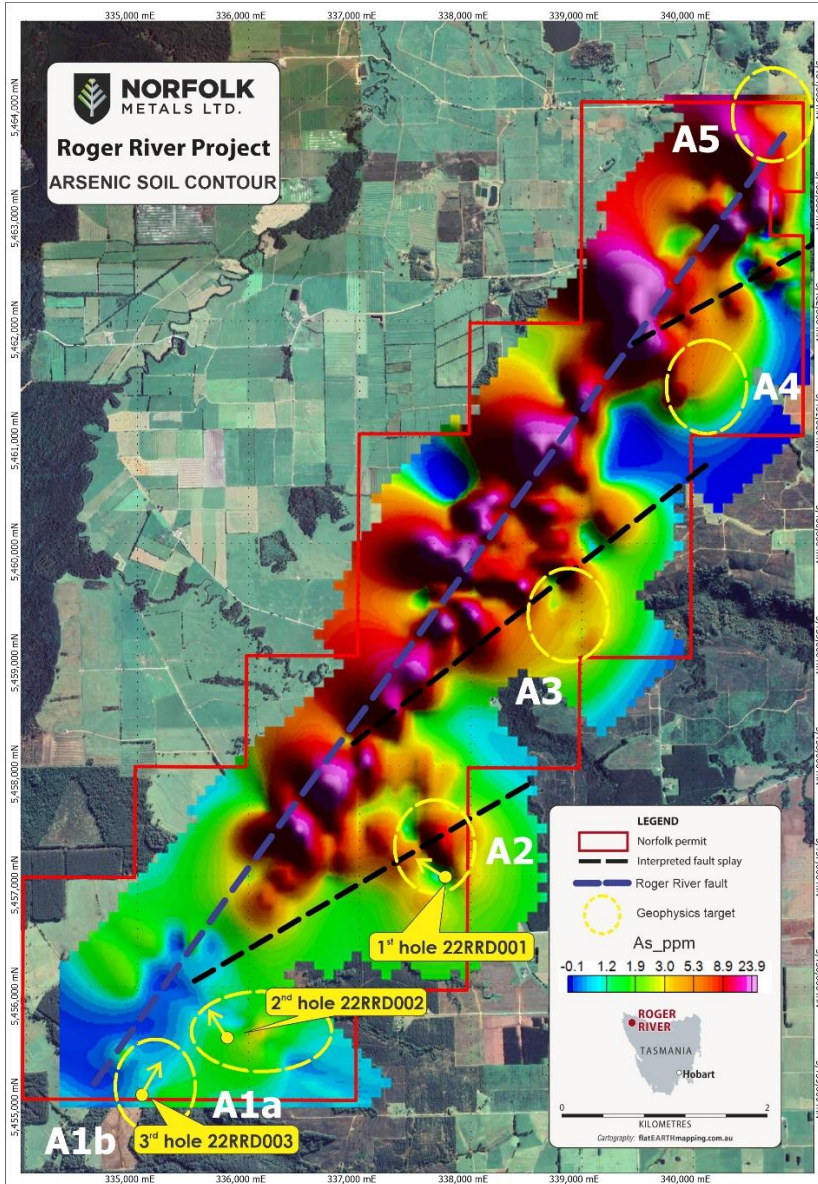 335,000 mE
336,000 mE
337,000 mE
338,000 mE
339,000 mE
340,000 mE
NORFOLK
METALS LTD.
Roger River Project
ARSENIC SOIL CONTOUR
5,464,000 mN
5,463,000 mN
5,462,000 mN
5,461,000 mN
5,460,000 mN
5,459,000 mN
5,458,000 mN
5,457,000 mN
5,456,000 mN
5,455,000 mN
A5
A4
A3
A2
1st hole 22RRD001
2nd hole 22RRD002
A1a
3rd hole 22RRD003
A1b
LEGEND
Norfolk permit
Interpreted fault splay
Roger River fault
Geophysics target
As_ppm
-0.1 1.2 1.9 3.0 5.3 8.9 23.9
ROGER
RIVER
TASMANIA
Hobart
0 2
KILOMETRES
Cartography: flatEARTHmapping.com.au
335,000 mE
336,000 mE
337,000 mE
338,000 mE
339,000 mE
340,000 mE